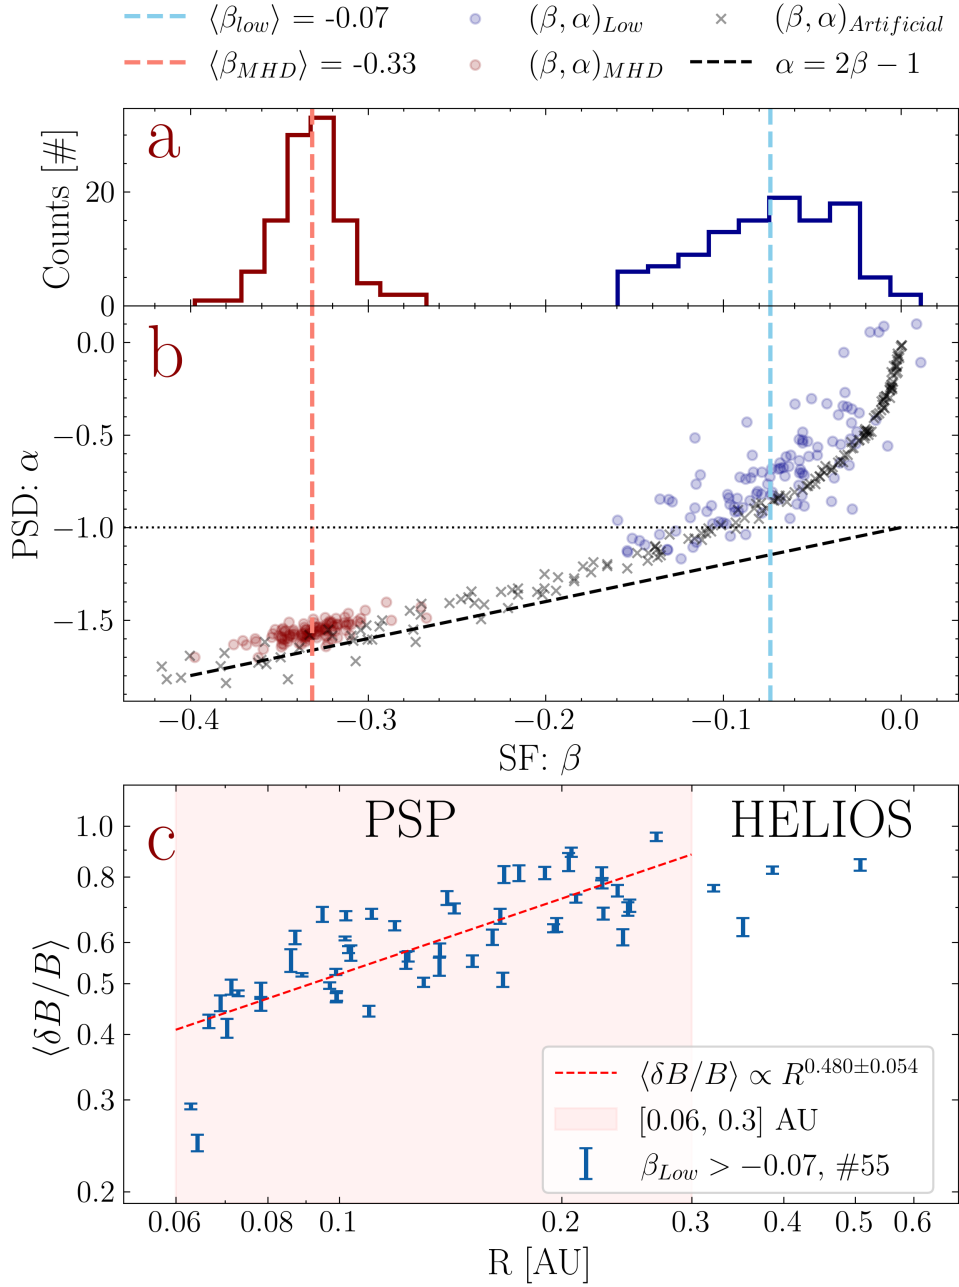 ⟨β_low⟩ = -0.07 (β, α)_Low (β, α)_Artificial
⟨β_MHD⟩ = -0.33 (β, α)_MHD α = 2β − 1
a
Counts [#]
20
0
b
PSD: α
0.0
−0.5
−1.0
−1.5
−0.4 −0.3 −0.2 −0.1 0.0
SF: β
c
PSP HELIOS
⟨δB/B⟩
1.0
0.8
0.6
0.5
0.4
0.3
0.2
⟨δB/B⟩ ∝ R^0.480±0.054
[0.06, 0.3] AU
β_Low > −0.07, #55
0.06 0.08 0.1 0.2 0.3 0.4 0.5 0.6
R [AU]